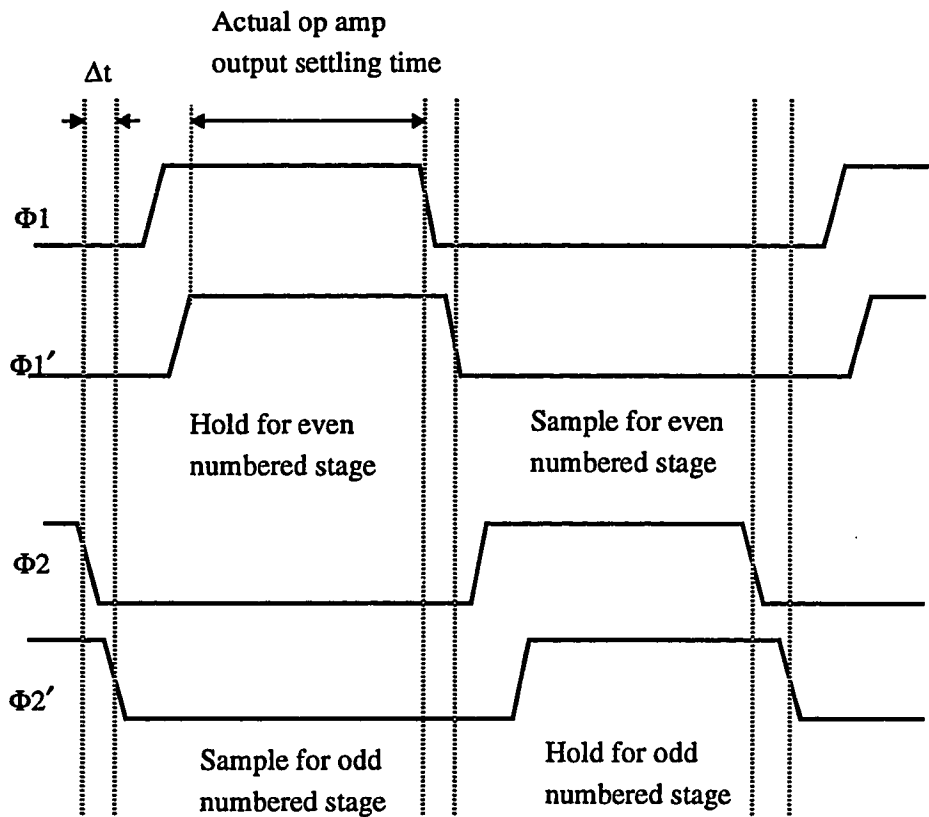 Actual op amp
output settling time
Δt
Φ1
Φ1′
Hold for even
numbered stage
Sample for even
numbered stage
Φ2
Φ2′
Sample for odd
numbered stage
Hold for odd
numbered stage